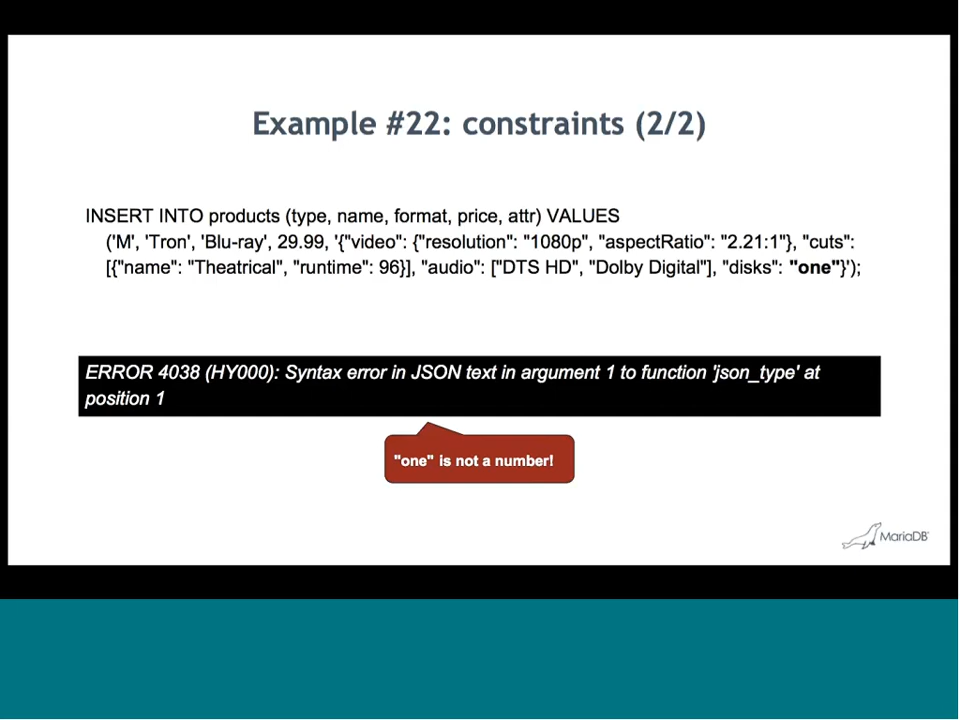 Example #22: constraints (2/2)
INSERT INTO products (type, name, format, price, attr) VALUES
('M', 'Tron', 'Blu-ray', 29.99, '{"video": {"resolution": "1080p", "aspectRatio": "2.21:1"}, "cuts":
[{"name": "Theatrical", "runtime": 96}], "audio": ["DTS HD", "Dolby Digital"], "disks": "one"}');
ERROR 4038 (HY000): Syntax error in JSON text in argument 1 to function 'json_type' at
position 1
"one" is not a number!
MariaDB